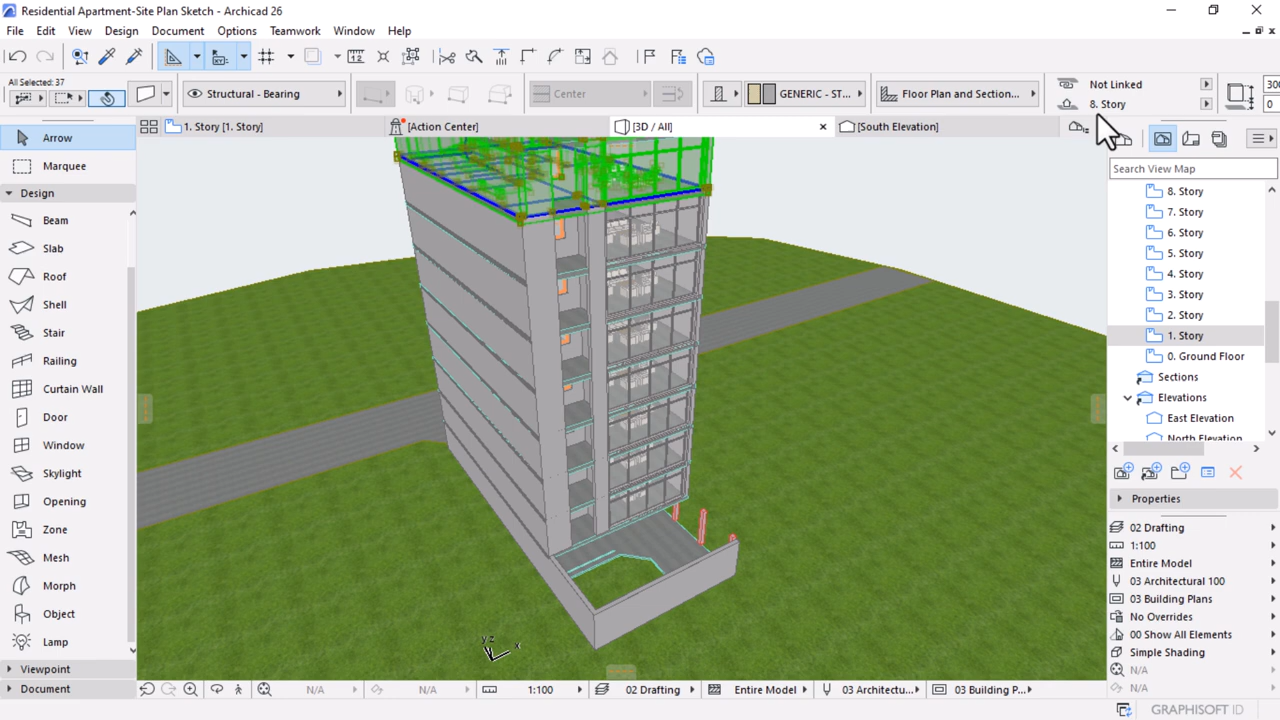 Residential Apartment-Site Plan Sketch - Archicad 26
File Edit View Design Document Options Teamwork Window Help
All Selected: 37
Structural - Bearing
Center
GENERIC - ST...
Floor Plan and Section...
Not Linked
8. Story
300
0
1. Story [1. Story]
[Action Center]
[3D / All]
[South Elevation]
Arrow
Marquee
Design
Beam
Slab
Roof
Shell
Stair
Railing
Curtain Wall
Door
Window
Skylight
Opening
Zone
Mesh
Morph
Object
Lamp
Viewpoint
Document
Search View Map
8. Story
7. Story
6. Story
5. Story
4. Story
3. Story
2. Story
1. Story
0. Ground Floor
Sections
Elevations
East Elevation
North Elevation
Properties
02 Drafting
1:100
Entire Model
03 Architectural 100
03 Building Plans
No Overrides
00 Show All Elements
Simple Shading
N/A
N/A
y z
x
N/A N/A 1:100 02 Drafting Entire Model 03 Architectu... 03 Building P...
GRAPHISOFT ID